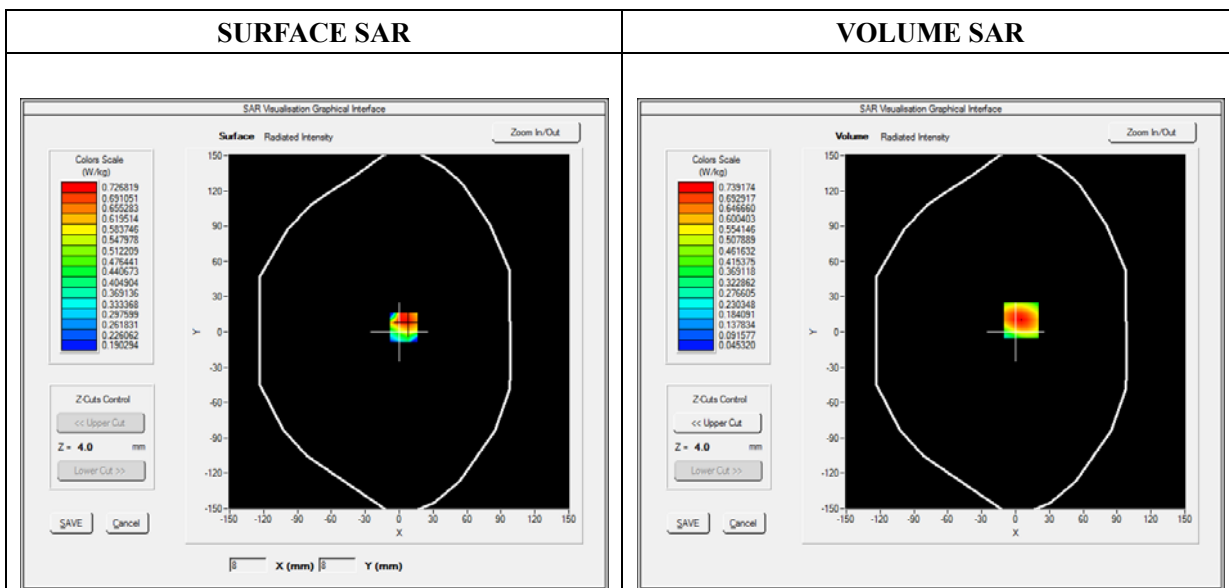 SURFACE SAR
VOLUME SAR
SAR Visualisation Graphical Interface
Surface Radiated Intensity
Zoom In/Out
Colors Scale
(W/kg)
0.726819
0.691051
0.655283
0.619514
0.583746
0.547978
0.512209
0.476441
0.440673
0.404904
0.369136
0.333368
0.297599
0.261831
0.226062
0.190294
Z-Cuts Control
<< Upper Cut
Z = 4.0 mm
Lower Cut >>
SAVE
Cancel
150
120
90
60
30
0
-30
-60
-90
-120
-150
Y
-150 -120 -90 -60 -30 0 30 60 90 120 150
X
8 X (mm) 8 Y (mm)
SAR Visualisation Graphical Interface
Volume Radiated Intensity
Zoom In/Out
Colors Scale
(W/kg)
0.739174
0.692917
0.646660
0.600403
0.554146
0.507889
0.461632
0.415375
0.369118
0.322862
0.276605
0.230348
0.184091
0.137834
0.091577
0.045320
Z-Cuts Control
<< Upper Cut
Z = 4.0 mm
Lower Cut >>
SAVE
Cancel
150
120
90
60
30
0
-30
-60
-90
-120
-150
Y
-150 -120 -90 -60 -30 0 30 60 90 120 150
X